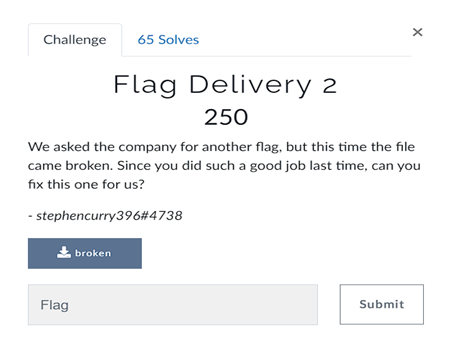 Challenge 65 Solves ×
Flag Delivery 2
250
We asked the company for another flag, but this time the file
came broken. Since you did such a good job last time, can you
fix this one for us?
- stephencurry396#4738
broken
Flag Submit